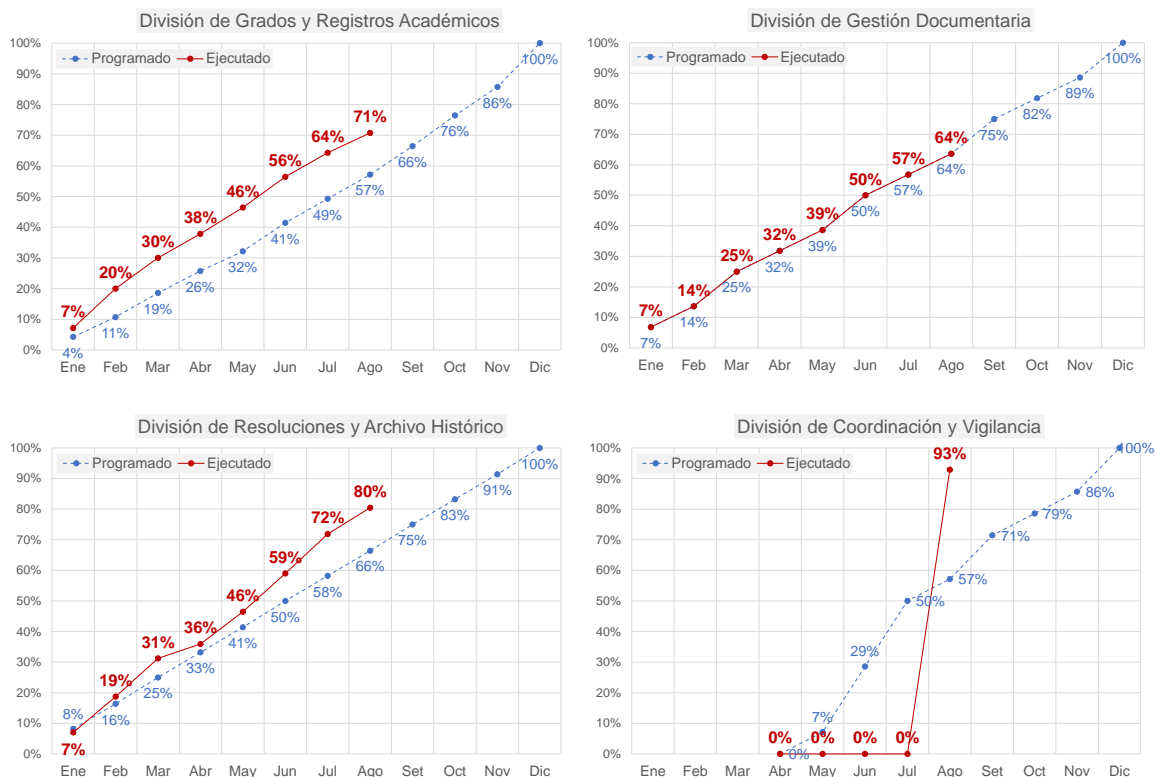 División de Grados y Registros Académicos
Programado Ejecutado
100%
90%
80%
70%
60%
50%
40%
30%
20%
10%
0%
7% 20% 30% 38% 46% 56% 64% 71%
4% 11% 19% 26% 32% 41% 49% 57% 66% 76% 86% 100%
Ene Feb Mar Abr May Jun Jul Ago Set Oct Nov Dic
División de Gestión Documentaria
Programado Ejecutado
100%
90%
80%
70%
60%
50%
40%
30%
20%
10%
0%
7% 14% 25% 32% 39% 50% 57% 64%
7% 14% 25% 32% 39% 50% 57% 64% 75% 82% 89% 100%
Ene Feb Mar Abr May Jun Jul Ago Set Oct Nov Dic
División de Resoluciones y Archivo Histórico
Programado Ejecutado
100%
90%
80%
70%
60%
50%
40%
30%
20%
10%
0%
7% 19% 31% 36% 46% 59% 72% 80%
8% 16% 25% 33% 41% 50% 58% 66% 75% 83% 91% 100%
Ene Feb Mar Abr May Jun Jul Ago Set Oct Nov Dic
División de Coordinación y Vigilancia
Programado Ejecutado
100%
90%
80%
70%
60%
50%
40%
30%
20%
10%
0%
0% 0% 0% 0% 93%
0% 7% 29% 50% 57% 71% 79% 86% 100%
Ene Feb Mar Abr May Jun Jul Ago Set Oct Nov Dic